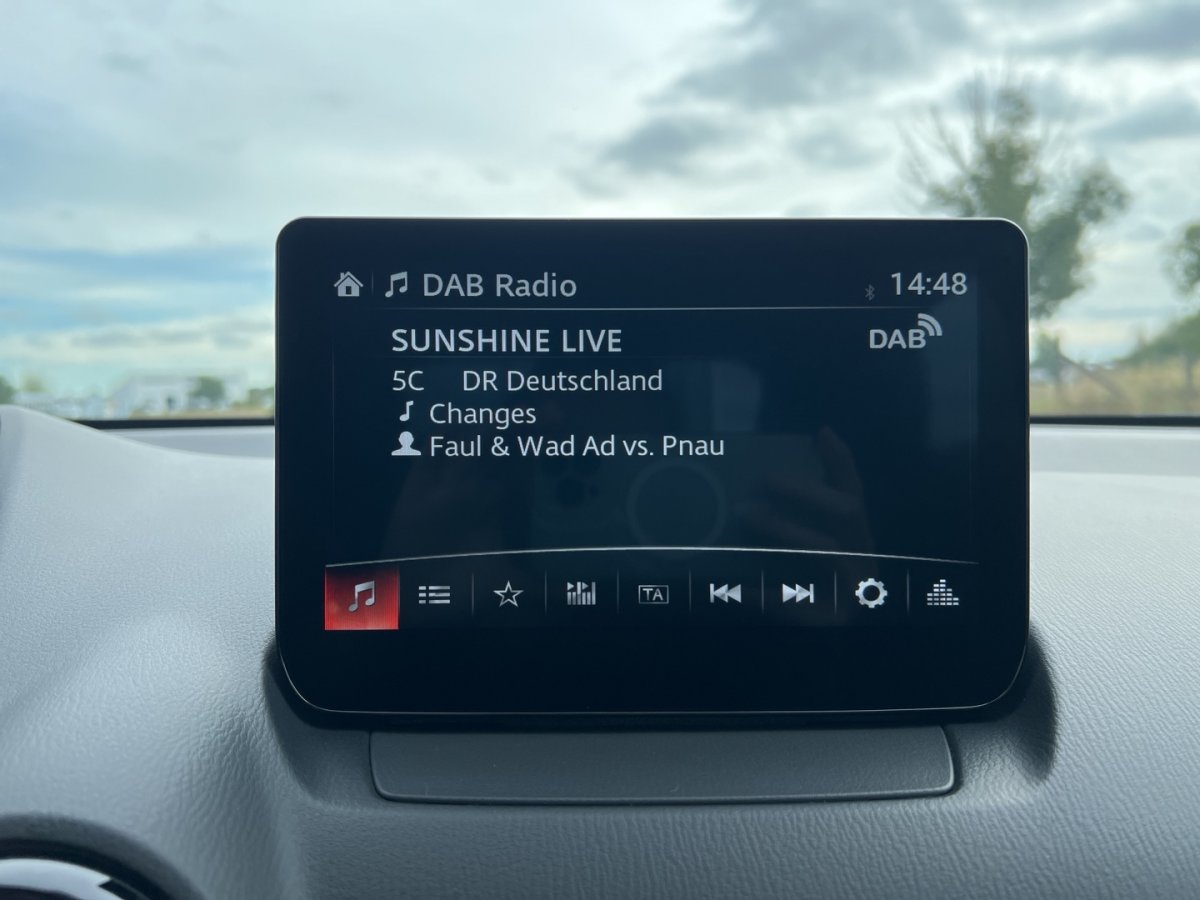 DAB Radio 14:48
SUNSHINE LIVE DAB
5C DR Deutschland
Changes
Faul & Wad Ad vs. Pnau
TA